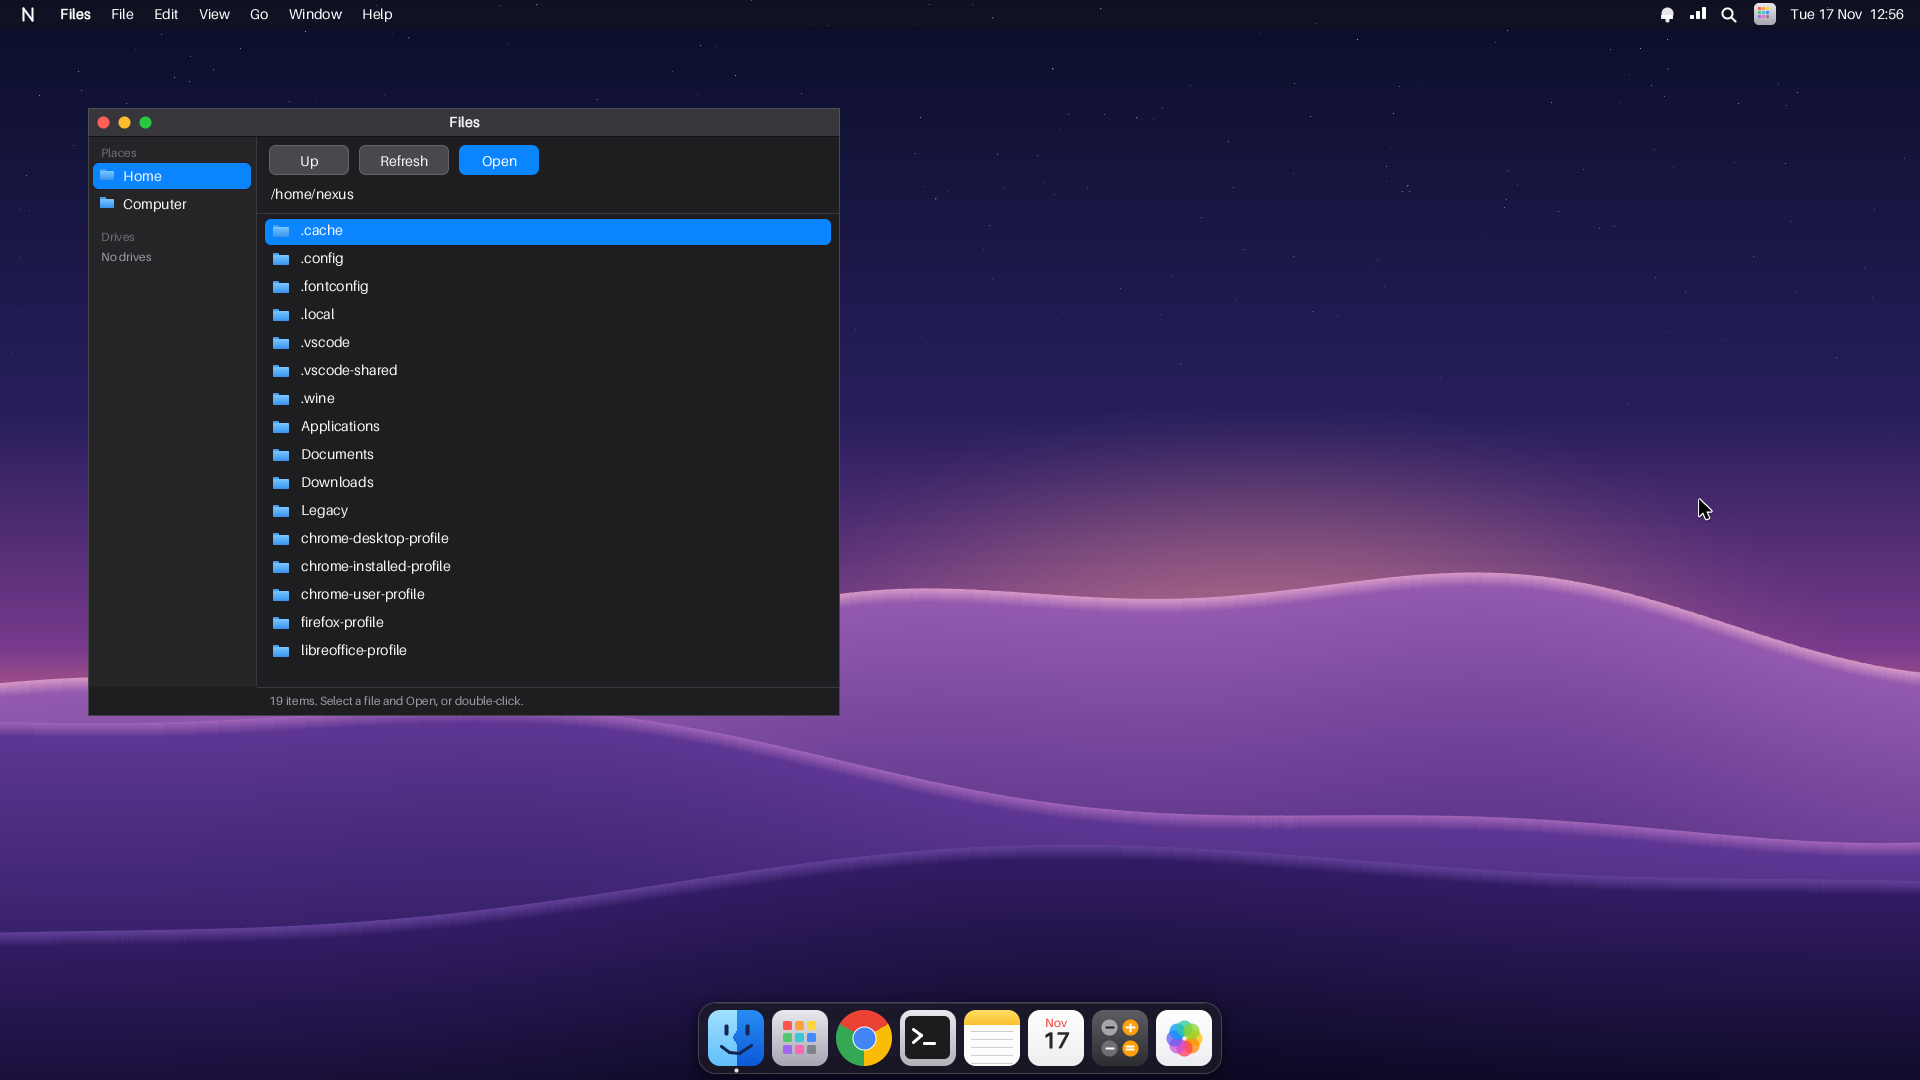 N Files File Edit View Go Window Help Tue 17 Nov 12:56
Files
Places
Home
Computer
Drives
No drives
Up Refresh Open
/home/nexus
.cache
.config
.fontconfig
.local
.vscode
.vscode-shared
.wine
Applications
Documents
Downloads
Legacy
chrome-desktop-profile
chrome-installed-profile
chrome-user-profile
firefox-profile
libreoffice-profile
19 items. Select a file and Open, or double-click.
Nov
17